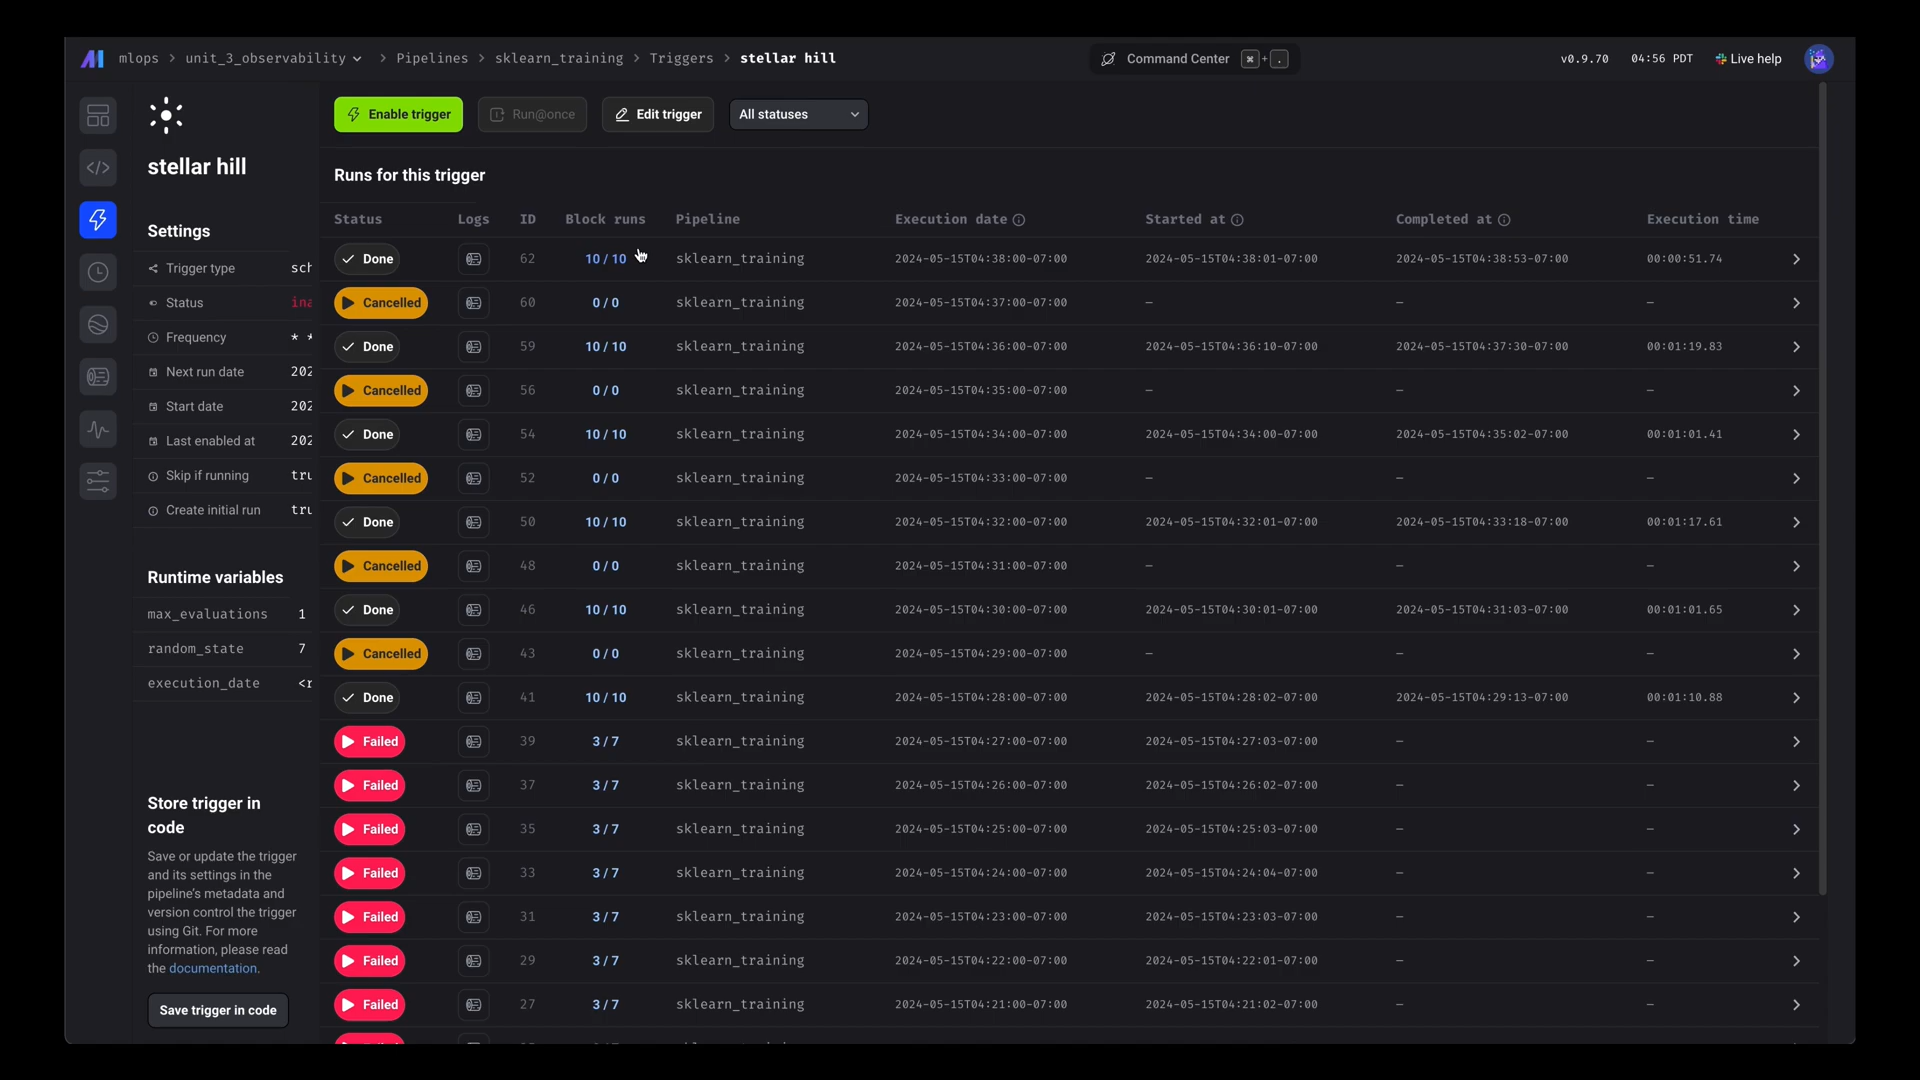 mlops > unit_3_observability > Pipelines > sklearn_training > Triggers > stellar hill
Command Center ⌘ + .
v0.9.70 04:56 PDT Live help
stellar hill
Settings
Trigger type sch
Status ina
Frequency * *
Next run date 202
Start date 202
Last enabled at 202
Skip if running tru
Create initial run tru
Runtime variables
max_evaluations 1
random_state 7
execution_date <r
Store trigger in
code
Save or update the trigger
and its settings in the
pipeline's metadata and
version control the trigger
using Git. For more
information, please read
the documentation.
Save trigger in code
Enable trigger Run@once Edit trigger All statuses
Runs for this trigger
Status Logs ID Block runs Pipeline Execution date Started at Completed at Execution time
Done 62 10 / 10 sklearn_training 2024-05-15T04:38:00-07:00 2024-05-15T04:38:01-07:00 2024-05-15T04:38:53-07:00 00:00:51.74
Cancelled 60 0 / 0 sklearn_training 2024-05-15T04:37:00-07:00 — — —
Done 59 10 / 10 sklearn_training 2024-05-15T04:36:00-07:00 2024-05-15T04:36:10-07:00 2024-05-15T04:37:30-07:00 00:01:19.83
Cancelled 56 0 / 0 sklearn_training 2024-05-15T04:35:00-07:00 — — —
Done 54 10 / 10 sklearn_training 2024-05-15T04:34:00-07:00 2024-05-15T04:34:00-07:00 2024-05-15T04:35:02-07:00 00:01:01.41
Cancelled 52 0 / 0 sklearn_training 2024-05-15T04:33:00-07:00 — — —
Done 50 10 / 10 sklearn_training 2024-05-15T04:32:00-07:00 2024-05-15T04:32:01-07:00 2024-05-15T04:33:18-07:00 00:01:17.61
Cancelled 48 0 / 0 sklearn_training 2024-05-15T04:31:00-07:00 — — —
Done 46 10 / 10 sklearn_training 2024-05-15T04:30:00-07:00 2024-05-15T04:30:01-07:00 2024-05-15T04:31:03-07:00 00:01:01.65
Cancelled 43 0 / 0 sklearn_training 2024-05-15T04:29:00-07:00 — — —
Done 41 10 / 10 sklearn_training 2024-05-15T04:28:00-07:00 2024-05-15T04:28:02-07:00 2024-05-15T04:29:13-07:00 00:01:10.88
Failed 39 3 / 7 sklearn_training 2024-05-15T04:27:00-07:00 2024-05-15T04:27:03-07:00 — —
Failed 37 3 / 7 sklearn_training 2024-05-15T04:26:00-07:00 2024-05-15T04:26:02-07:00 — —
Failed 35 3 / 7 sklearn_training 2024-05-15T04:25:00-07:00 2024-05-15T04:25:03-07:00 — —
Failed 33 3 / 7 sklearn_training 2024-05-15T04:24:00-07:00 2024-05-15T04:24:04-07:00 — —
Failed 31 3 / 7 sklearn_training 2024-05-15T04:23:00-07:00 2024-05-15T04:23:03-07:00 — —
Failed 29 3 / 7 sklearn_training 2024-05-15T04:22:00-07:00 2024-05-15T04:22:01-07:00 — —
Failed 27 3 / 7 sklearn_training 2024-05-15T04:21:00-07:00 2024-05-15T04:21:02-07:00 — —